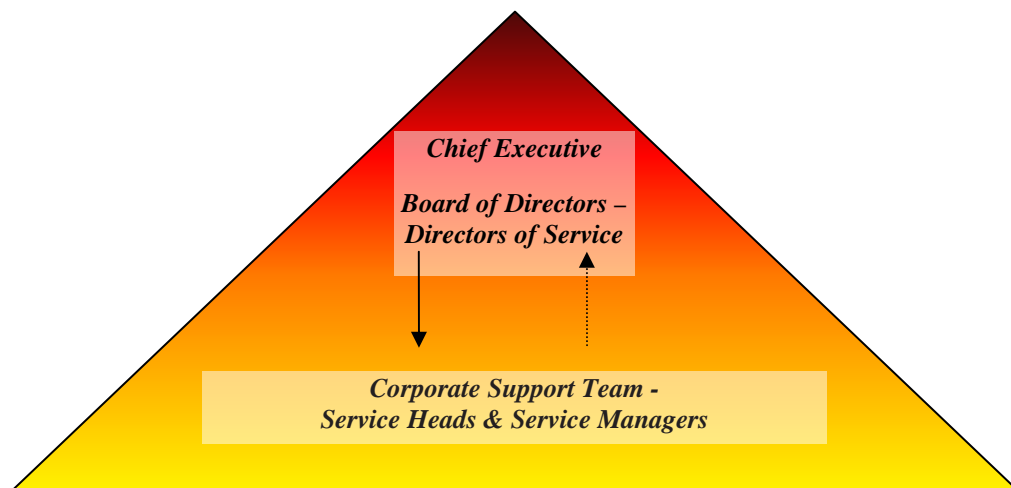 Chief Executive
Board of Directors –
Directors of Service
Corporate Support Team -
Service Heads & Service Managers